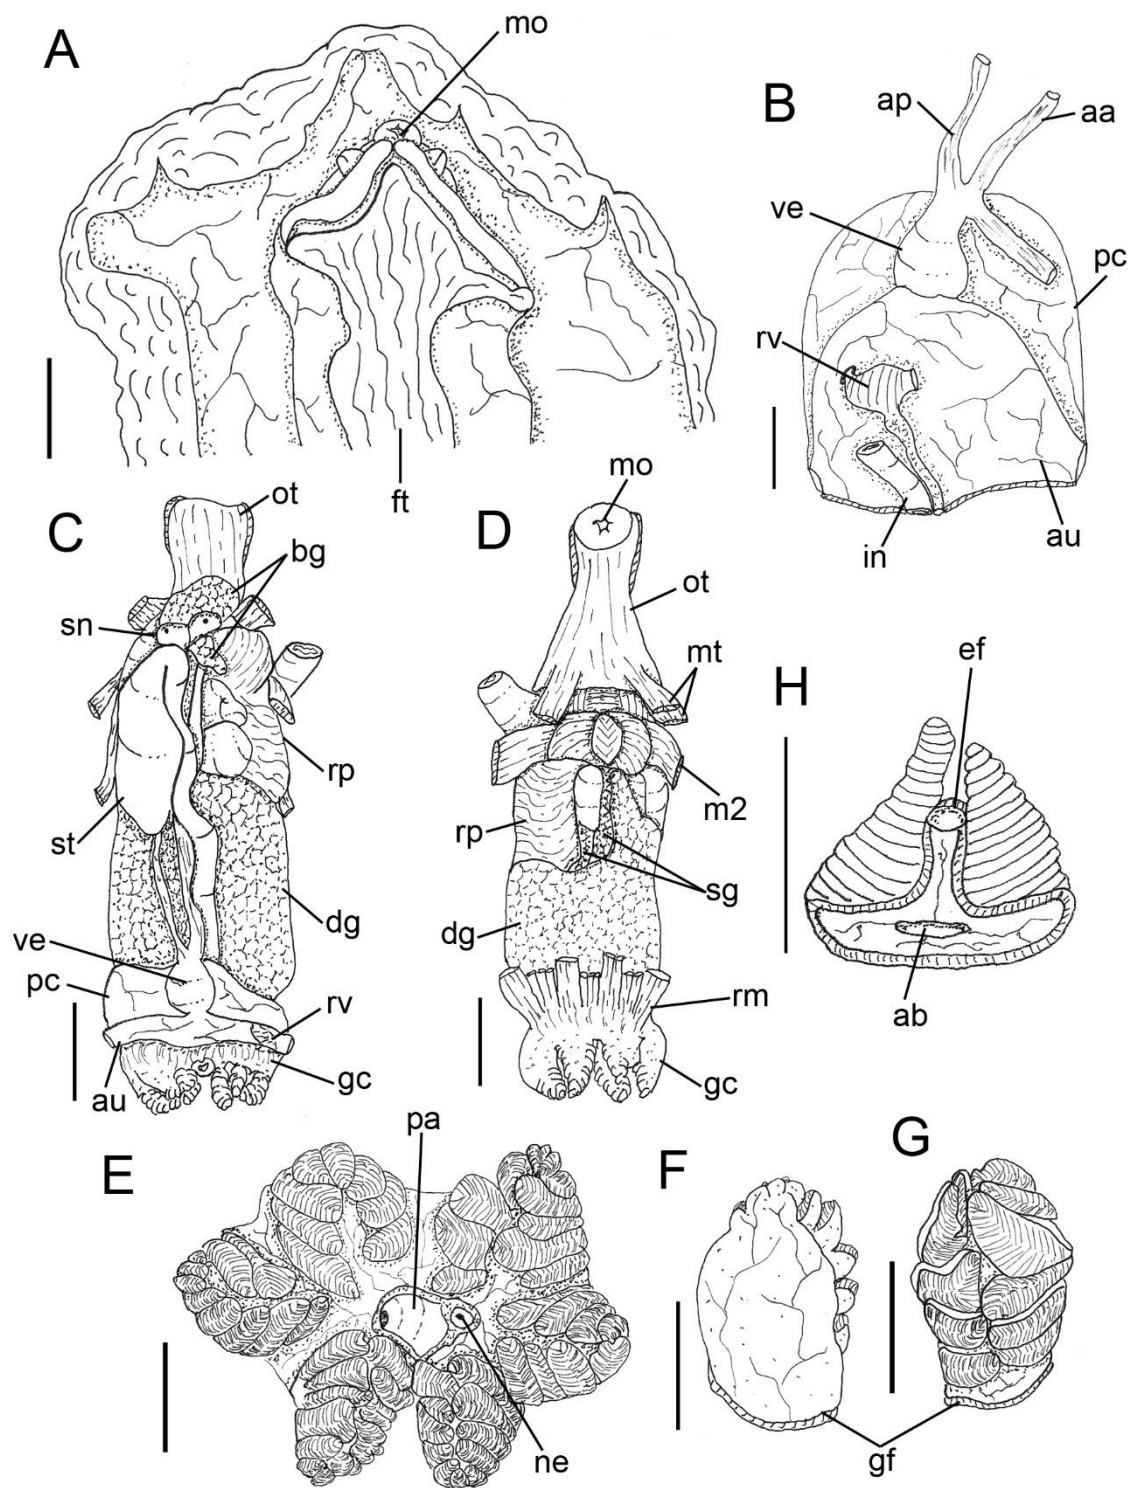 A
mo
ft
B
ap
aa
ve
pc
rv
in
au
C
ot
bg
sn
rp
st
dg
ve
pc
rv
au
gc
D
mo
ot
mt
m2
rp
sg
dg
rm
gc
H
ef
ab
E
pa
ne
F
G
gf